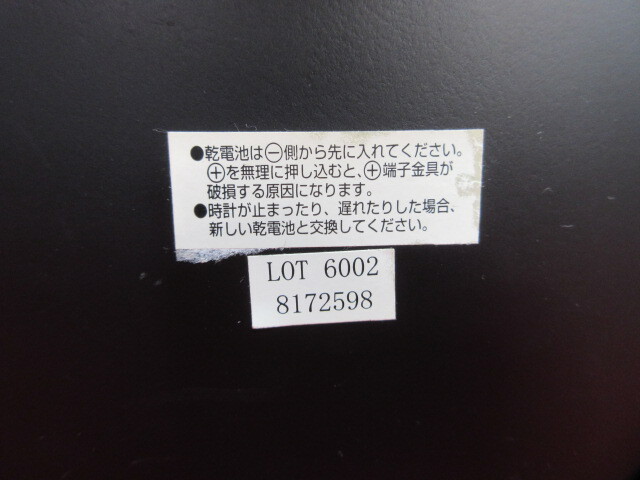 ●乾電池は⊖側から先に入れてください。
⊕を無理に押し込むと、⊕端子金具が
破損する原因になります。
●時計が止まったり、遅れたりした場合、
新しい乾電池と交換してください。
LOT 6002
8172598